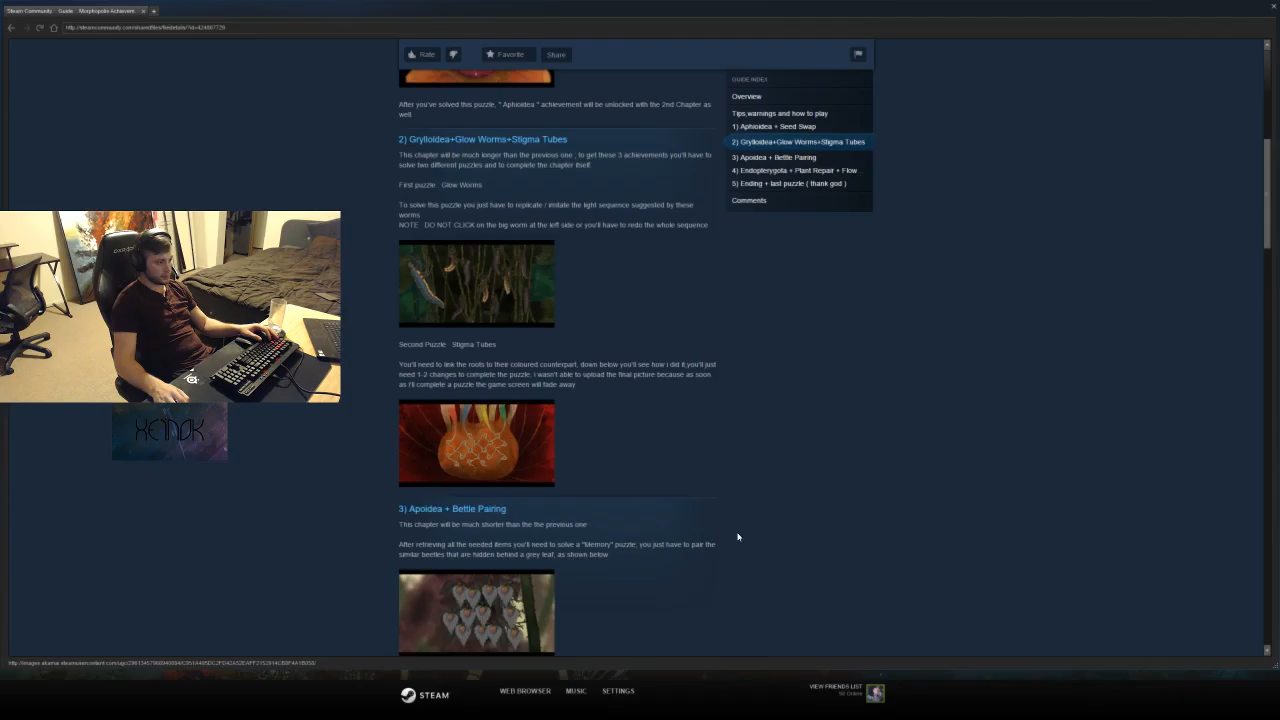 Steam Community Guide Morphopolis Achievem
Rate
Favorite
Share
GUIDE INDEX
Overview
Tips,warnings and how to play
1) Aphioidea + Seed Swap
2) Grylloidea+Glow Worms+Stigma Tubes
3) Apoidea + Bettle Pairing
4) Endopterygota + Plant Repair + Flow
5) Ending + last puzzle ( thank god )
Comments
After you've solved this puzzle, " Aphioidea " achievement will be unlocked with the 2nd Chapter as
well
2) Grylloidea+Glow Worms+Stigma Tubes
This chapter will be much longer than the previous one , to get these 3 achievements you'll have to
solve two different puzzles and to complete the chapter itself.
First puzzle Glow Worms
To solve this puzzle you just have to replicate / imitate the light sequence suggested by these
worms
NOTE DO NOT CLICK on the big worm at the left side or you'll have to redo the whole sequence
Second Puzzle Stigma Tubes
You'll need to link the roots to their coloured counterpart, down below you'll see how i did it,you'll just
need 1-2 changes to complete the puzzle, i wasn't able to upload the final picture because as soon
as i'll complete a puzzle the game screen will fade away
3) Apoidea + Bettle Pairing
This chapter will be much shorter than the the previous one
After retrieving all the needed items you'll need to solve a "Memory" puzzle, you just have to pair the
similar beetles that are hidden behind a grey leaf, as shown below
XEINOK
STEAM
WEB BROWSER
MUSIC
SETTINGS
VIEW FRIENDS LIST